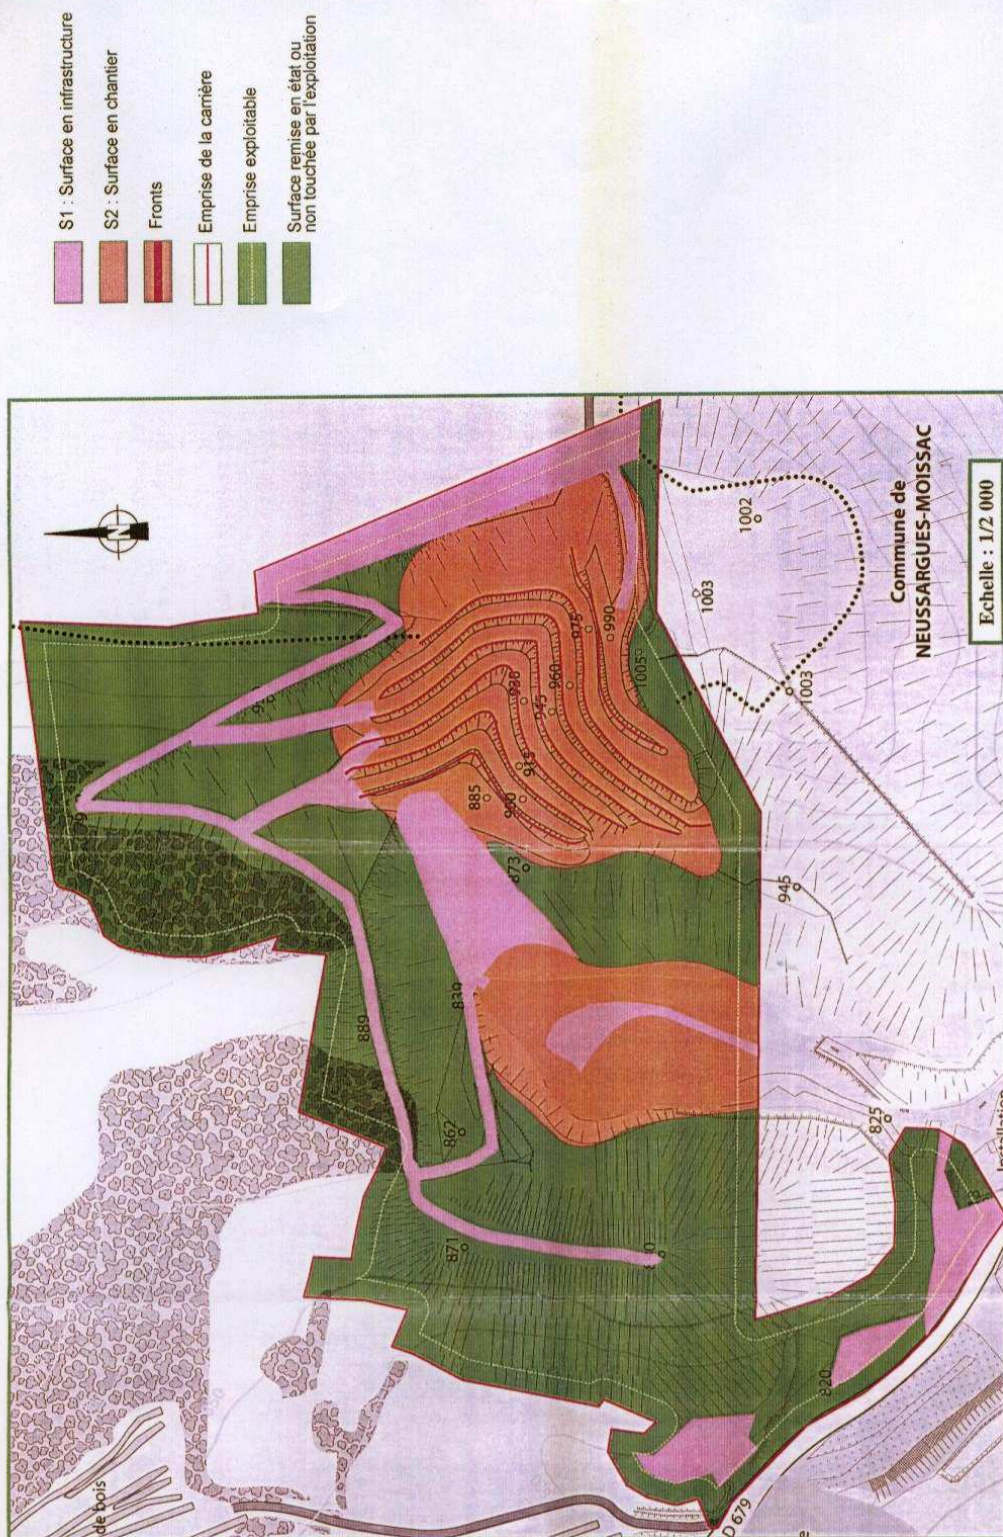 S1 : Surface en infrastructure
S2 : Surface en chantier
Fronts
Emprise de la carrière
Emprise exploitable
Surface remise en état ou
non touchée par l'exploitation
N
889
839
862
871
873
885
900
915
930
945
960
975
990
1005
1003
1002
1003
945
825
820
Commune de
NEUSSARGUES-MOISSAC
Echelle : 1/2 000
de bois
D 679